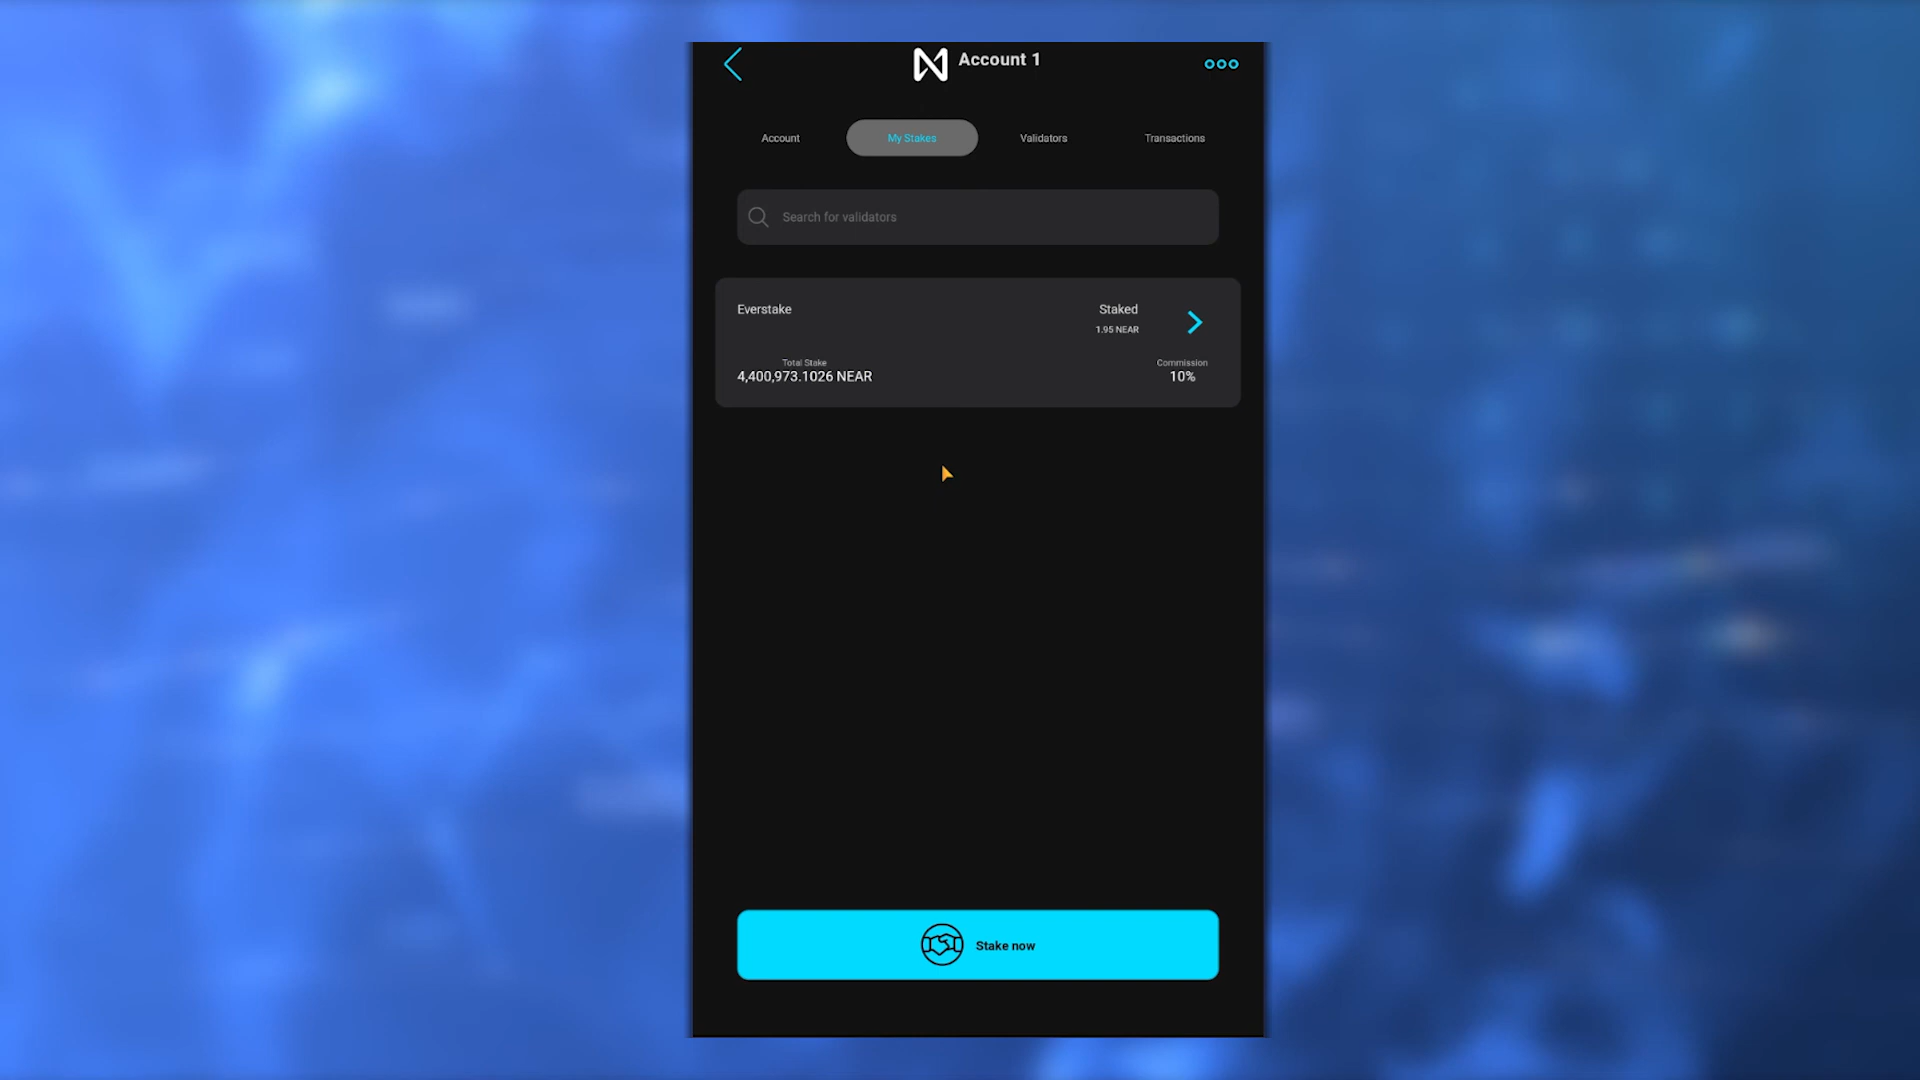 Account 1
Account
My Stakes
Validators
Transactions
Search for validators
Everstake
Staked
1.95 NEAR
Total Stake
4,400,973.1026 NEAR
Commission
10%
Stake now